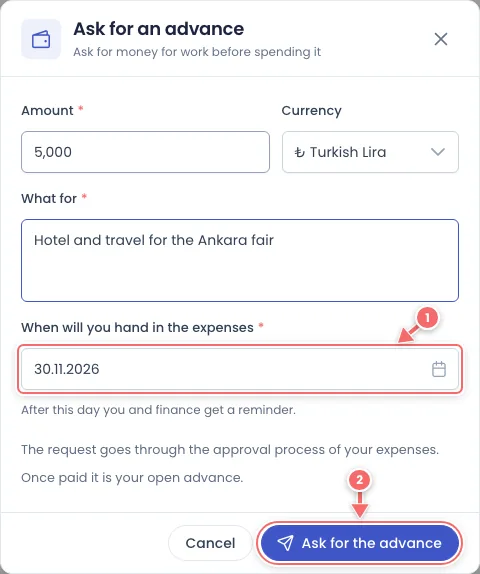 Ask for an advance
Ask for money for work before spending it
Amount *
Currency
5,000
₺ Turkish Lira
What for *
Hotel and travel for the Ankara fair
When will you hand in the expenses *
1
30.11.2026
After this day you and finance get a reminder.
The request goes through the approval process of your expenses.
Once paid it is your open advance.
2
Cancel
Ask for the advance